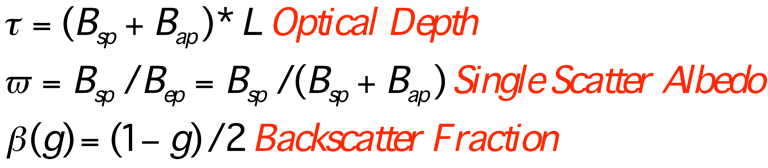 τ = (B_sp + B_ap)* L Optical Depth
ϖ = B_sp /B_ep = B_sp /(B_sp + B_ap) Single Scatter Albedo
β(g) = (1 − g) /2 Backscatter Fraction